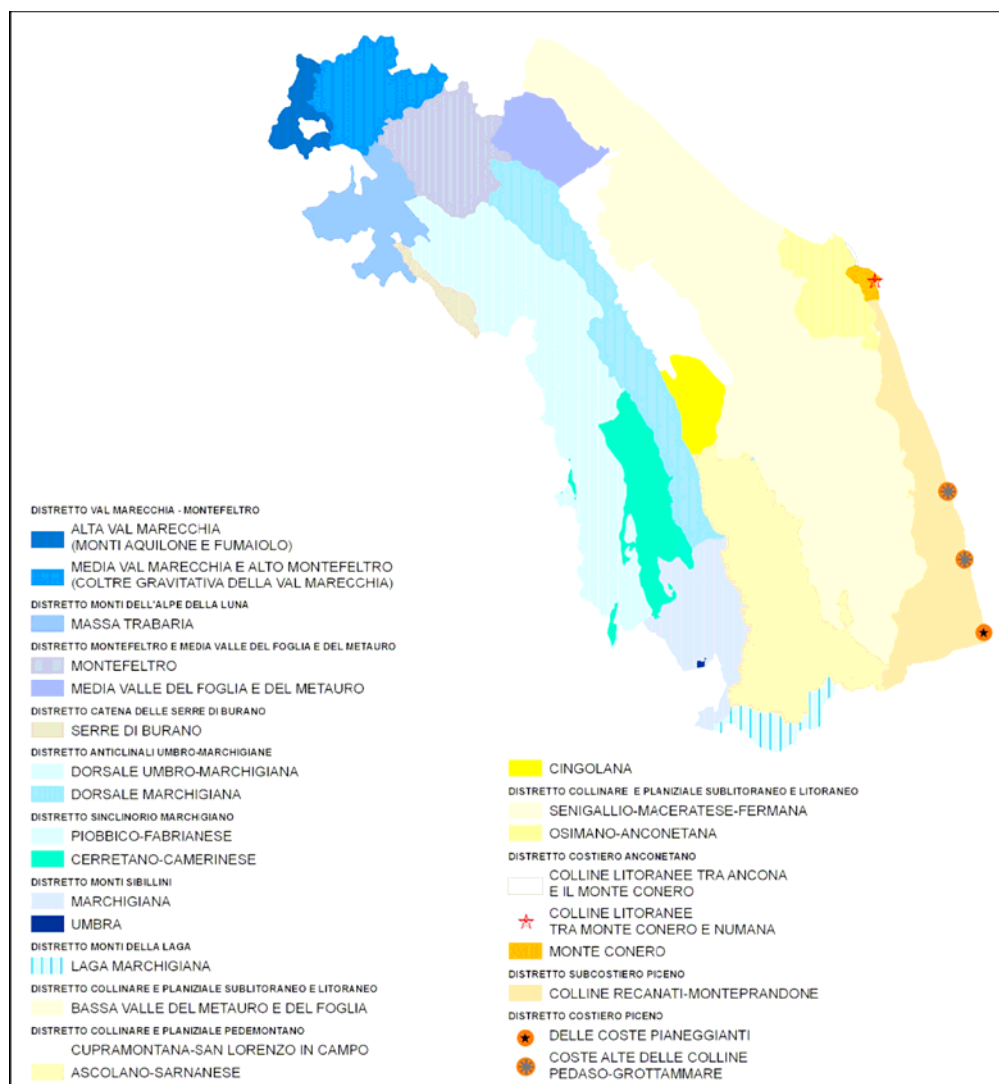 DISTRETTO VAL MARECCHIA - MONTEFELTRO
ALTA VAL MARECCHIA
(MONTI AQUILONE E FUMAIOLO)
MEDIA VAL MARECCHIA E ALTO MONTEFELTRO
(COLTRE GRAVITATIVA DELLA VAL MARECCHIA)
DISTRETTO MONTI DELL'ALPE DELLA LUNA
MASSA TRABARIA
DISTRETTO MONTEFELTRO E MEDIA VALLE DEL FOGLIA E DEL METAURO
MONTEFELTRO
MEDIA VALLE DEL FOGLIA E DEL METAURO
DISTRETTO CATENA DELLE SERRE DI BURANO
SERRE DI BURANO
DISTRETTO ANTICLINALI UMBRO-MARCHIGIANE
DORSALE UMBRO-MARCHIGIANA
DORSALE MARCHIGIANA
DISTRETTO SINCLINORIO MARCHIGIANO
PIOBBICO-FABRIANESE
CERRETANO-CAMERINESE
DISTRETTO MONTI SIBILLINI
MARCHIGIANA
UMBRA
DISTRETTO MONTI DELLA LAGA
LAGA MARCHIGIANA
DISTRETTO COLLINARE E PLANIZIALE SUBLITORANEO E LITORANEO
BASSA VALLE DEL METAURO E DEL FOGLIA
DISTRETTO COLLINARE E PLANIZIALE PEDEMONTANO
CUPRAMONTANA-SAN LORENZO IN CAMPO
ASCOLANO-SARNANESE
CINGOLANA
DISTRETTO COLLINARE E PLANIZIALE SUBLITORANEO E LITORANEO
SENIGALLIO-MACERATESE-FERMANA
OSIMANO-ANCONETANA
DISTRETTO COSTIERO ANCONETANO
COLLINE LITORANEE TRA ANCONA
E IL MONTE CONERO
COLLINE LITORANEE
TRA MONTE CONERO E NUMANA
MONTE CONERO
DISTRETTO SUBCOSTIERO PICENO
COLLINE RECANATI-MONTEPRANDONE
DISTRETTO COSTIERO PICENO
DELLE COSTE PIANEGGIANTI
COSTE ALTE DELLE COLLINE
PEDASO-GROTTAMMARE